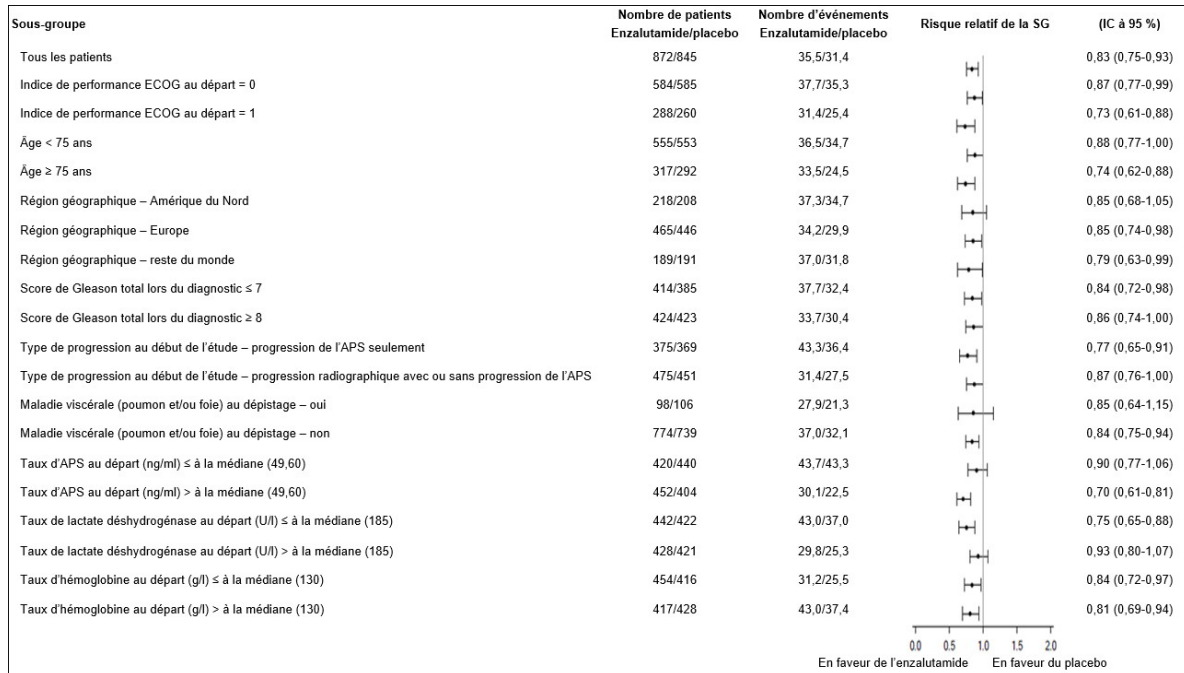 Sous-groupe Nombre de patients Nombre d'événements Risque relatif de la SG (IC à 95 %)
Enzalutamide/placebo Enzalutamide/placebo
Tous les patients 872/845 35,5/31,4 0,83 (0,75-0,93)
Indice de performance ECOG au départ = 0 584/585 37,7/35,3 0,87 (0,77-0,99)
Indice de performance ECOG au départ = 1 288/260 31,4/25,4 0,73 (0,61-0,88)
Âge < 75 ans 555/553 36,5/34,7 0,88 (0,77-1,00)
Âge ≥ 75 ans 317/292 33,5/24,5 0,74 (0,62-0,88)
Région géographique – Amérique du Nord 218/208 37,3/34,7 0,85 (0,68-1,05)
Région géographique – Europe 465/446 34,2/29,9 0,85 (0,74-0,98)
Région géographique – reste du monde 189/191 37,0/31,8 0,79 (0,63-0,99)
Score de Gleason total lors du diagnostic ≤ 7 414/385 37,7/32,4 0,84 (0,72-0,98)
Score de Gleason total lors du diagnostic ≥ 8 424/423 33,7/30,4 0,86 (0,74-1,00)
Type de progression au début de l'étude – progression de l'APS seulement 375/369 43,3/36,4 0,77 (0,65-0,91)
Type de progression au début de l'étude – progression radiographique avec ou sans progression de l'APS 475/451 31,4/27,5 0,87 (0,76-1,00)
Maladie viscérale (poumon et/ou foie) au dépistage – oui 98/106 27,9/21,3 0,85 (0,64-1,15)
Maladie viscérale (poumon et/ou foie) au dépistage – non 774/739 37,0/32,1 0,84 (0,75-0,94)
Taux d'APS au départ (ng/ml) ≤ à la médiane (49,60) 420/440 43,7/43,3 0,90 (0,77-1,06)
Taux d'APS au départ (ng/ml) > à la médiane (49,60) 452/404 30,1/22,5 0,70 (0,61-0,81)
Taux de lactate déshydrogénase au départ (U/l) ≤ à la médiane (185) 442/422 43,0/37,0 0,75 (0,65-0,88)
Taux de lactate déshydrogénase au départ (U/l) > à la médiane (185) 428/421 29,8/25,3 0,93 (0,80-1,07)
Taux d'hémoglobine au départ (g/l) ≤ à la médiane (130) 454/416 31,2/25,5 0,84 (0,72-0,97)
Taux d'hémoglobine au départ (g/l) > à la médiane (130) 417/428 43,0/37,4 0,81 (0,69-0,94)
0.0 0.5 1.0 1.5 2.0
En faveur de l'enzalutamide En faveur du placebo